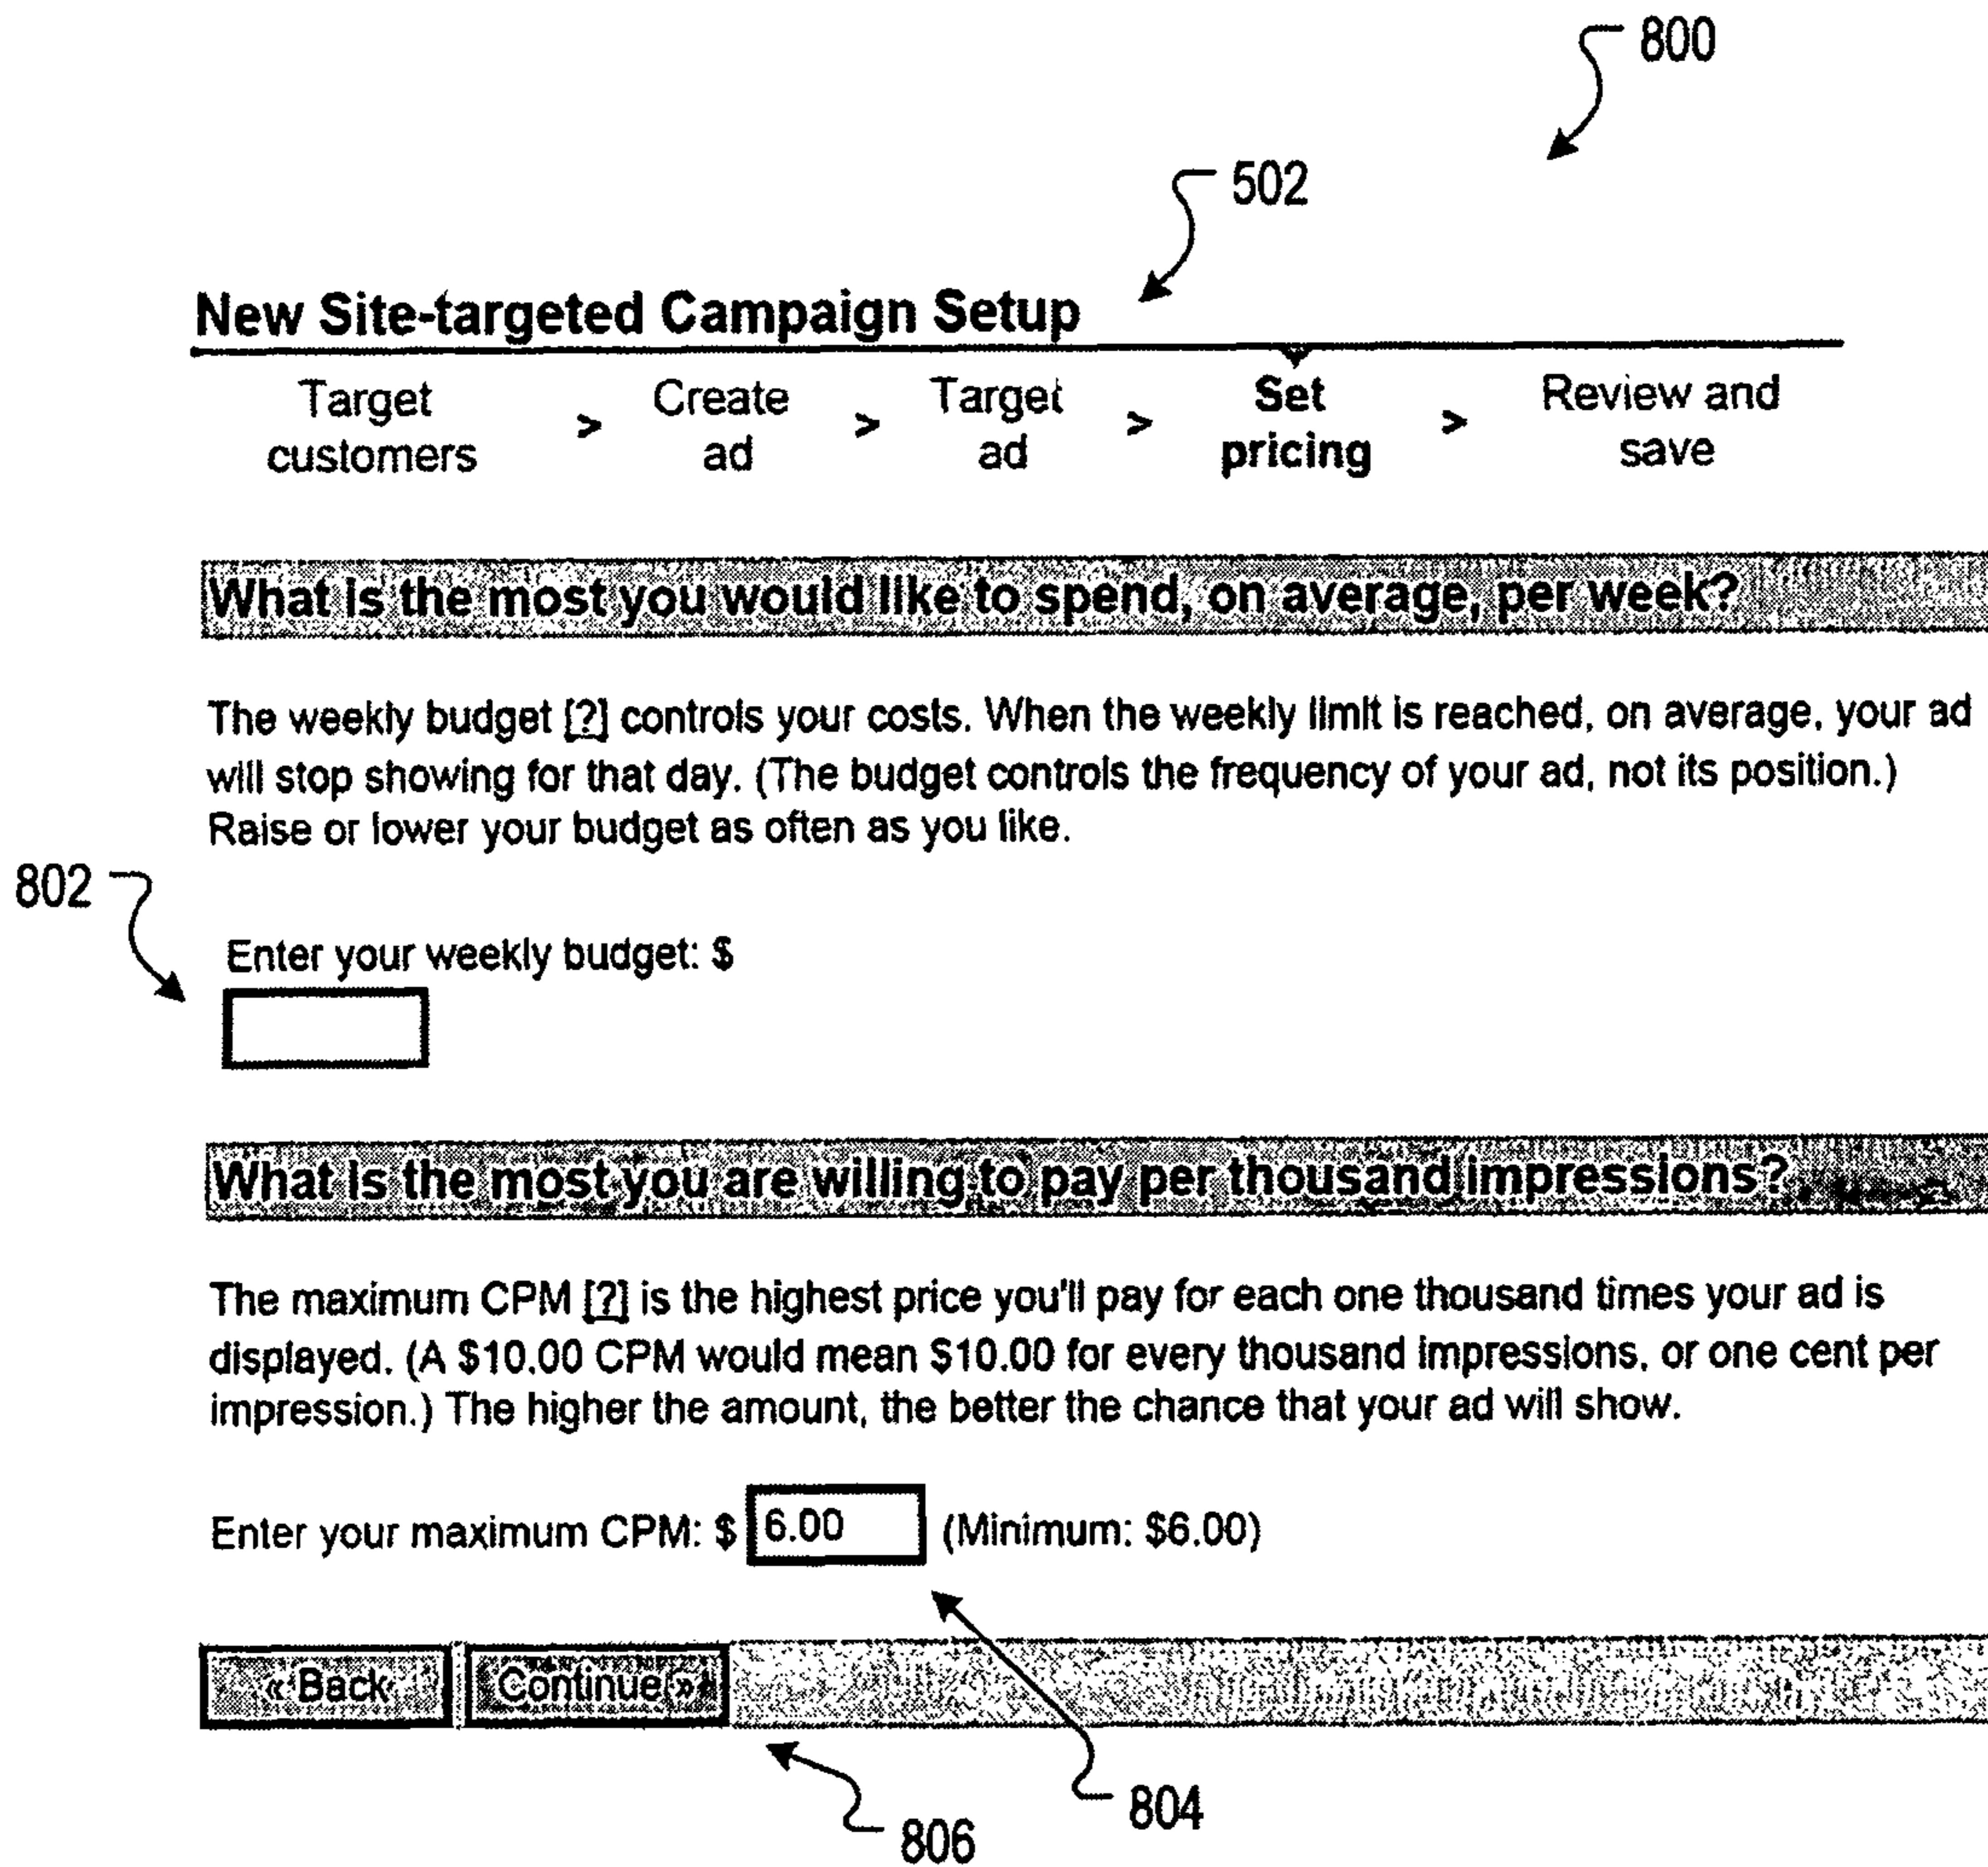 800
502
New Site-targeted Campaign Setup
Target customers > Create ad > Target ad > Set pricing > Review and save
What is the most you would like to spend, on average, per week?
The weekly budget [?] controls your costs. When the weekly limit is reached, on average, your ad
will stop showing for that day. (The budget controls the frequency of your ad, not its position.)
Raise or lower your budget as often as you like.
802
Enter your weekly budget: $
What is the most you are willing to pay per thousand impressions?
The maximum CPM [?] is the highest price you'll pay for each one thousand times your ad is
displayed. (A $10.00 CPM would mean $10.00 for every thousand impressions, or one cent per
impression.) The higher the amount, the better the chance that your ad will show.
Enter your maximum CPM: $ 6.00 (Minimum: $6.00)
« Back Continue »
804
806